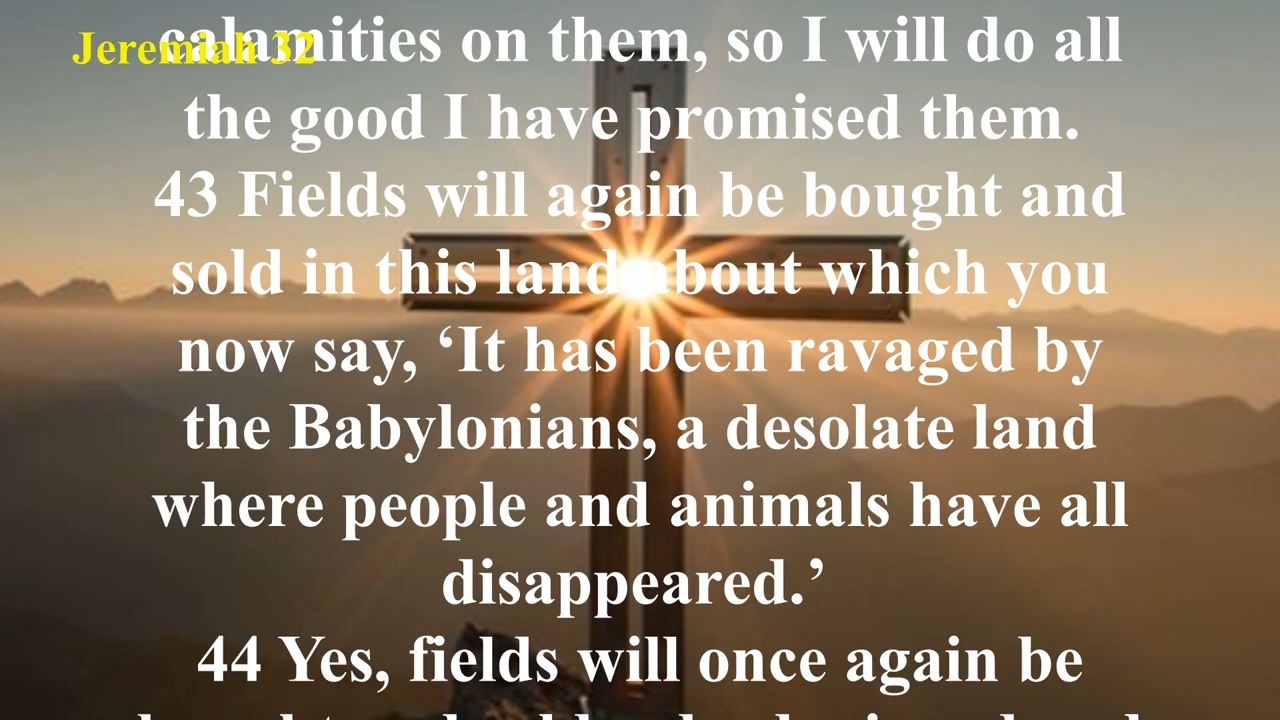 Jeremiah 32
calamities on them, so I will do all
the good I have promised them.
43 Fields will again be bought and
sold in this land about which you
now say, ‘It has been ravaged by
the Babylonians, a desolate land
where people and animals have all
disappeared.’
44 Yes, fields will once again be